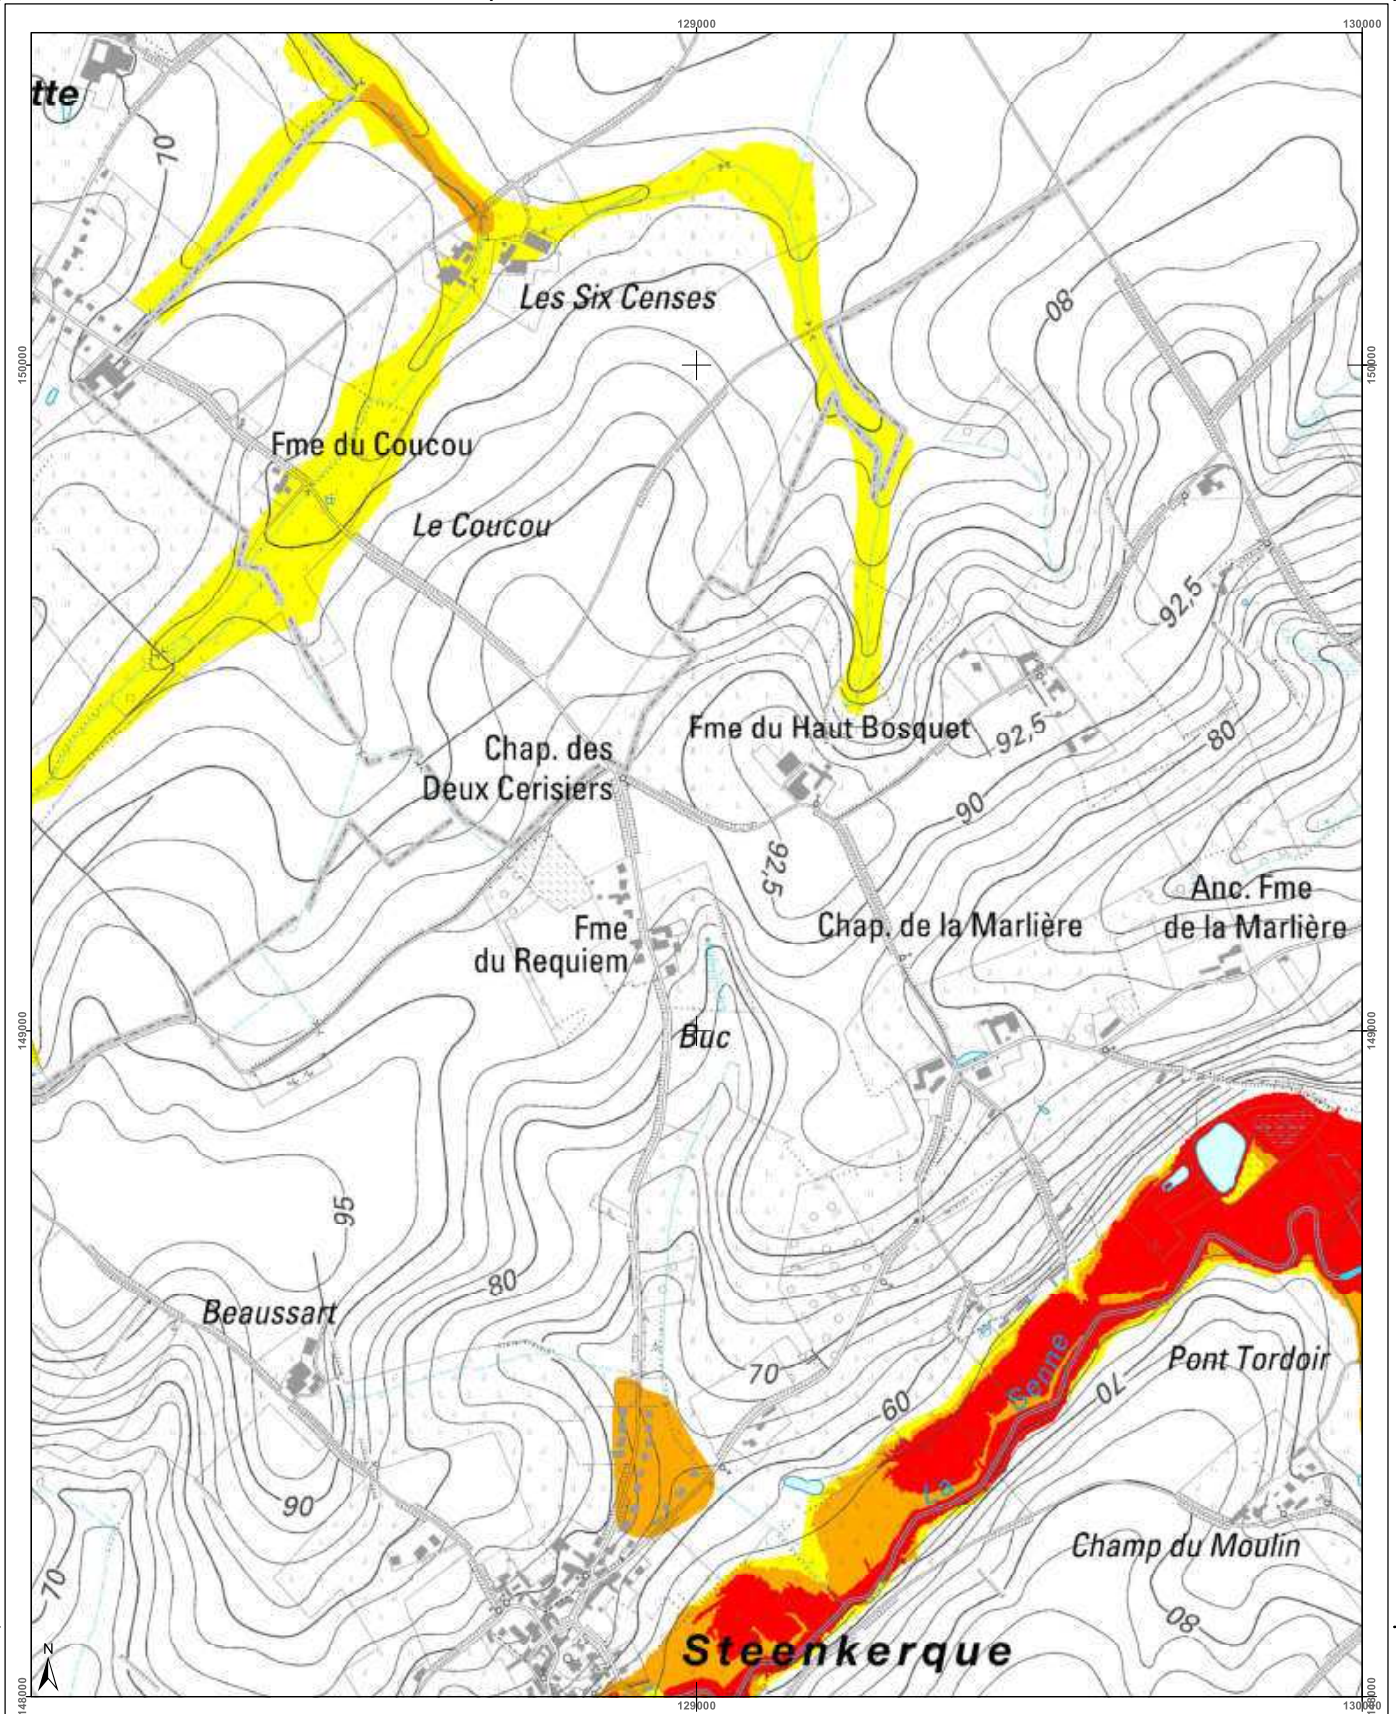 129000
130000
tte
70
Les Six Censes
80
150000
150000
Fme du Coucou
Le Coucou
92,5
Fme du Haut Bosquet
92,5
Chap. des
Deux Cerisiers
80
90
92,5
Anc. Fme
de la Marlière
Chap. de la Marlière
Fme
du Requiem
149000
149000
Buc
95
80
Beaussart
70
60
La Senne
70
Pont Tordoir
90
Champ du Moulin
70
80
N
Steenkerque
148000
129000
130000